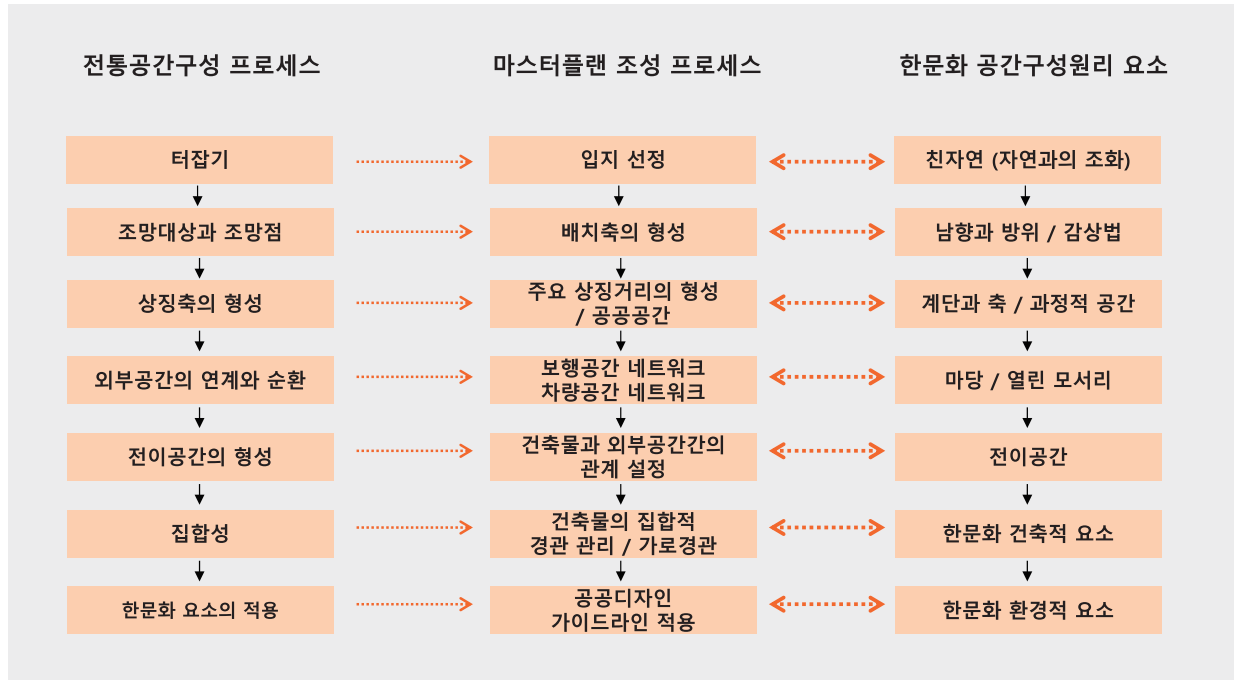 전통공간구성 프로세스
마스터플랜 조성 프로세스
한문화 공간구성원리 요소
터잡기
입지 선정
친자연 (자연과의 조화)
조망대상과 조망점
배치축의 형성
남향과 방위 / 감상법
상징축의 형성
주요 상징거리의 형성
/ 공공공간
계단과 축 / 과정적 공간
외부공간의 연계와 순환
보행공간 네트워크
차량공간 네트워크
마당 / 열린 모서리
전이공간의 형성
건축물과 외부공간간의
관계 설정
전이공간
집합성
건축물의 집합적
경관 관리 / 가로경관
한문화 건축적 요소
한문화 요소의 적용
공공디자인
가이드라인 적용
한문화 환경적 요소